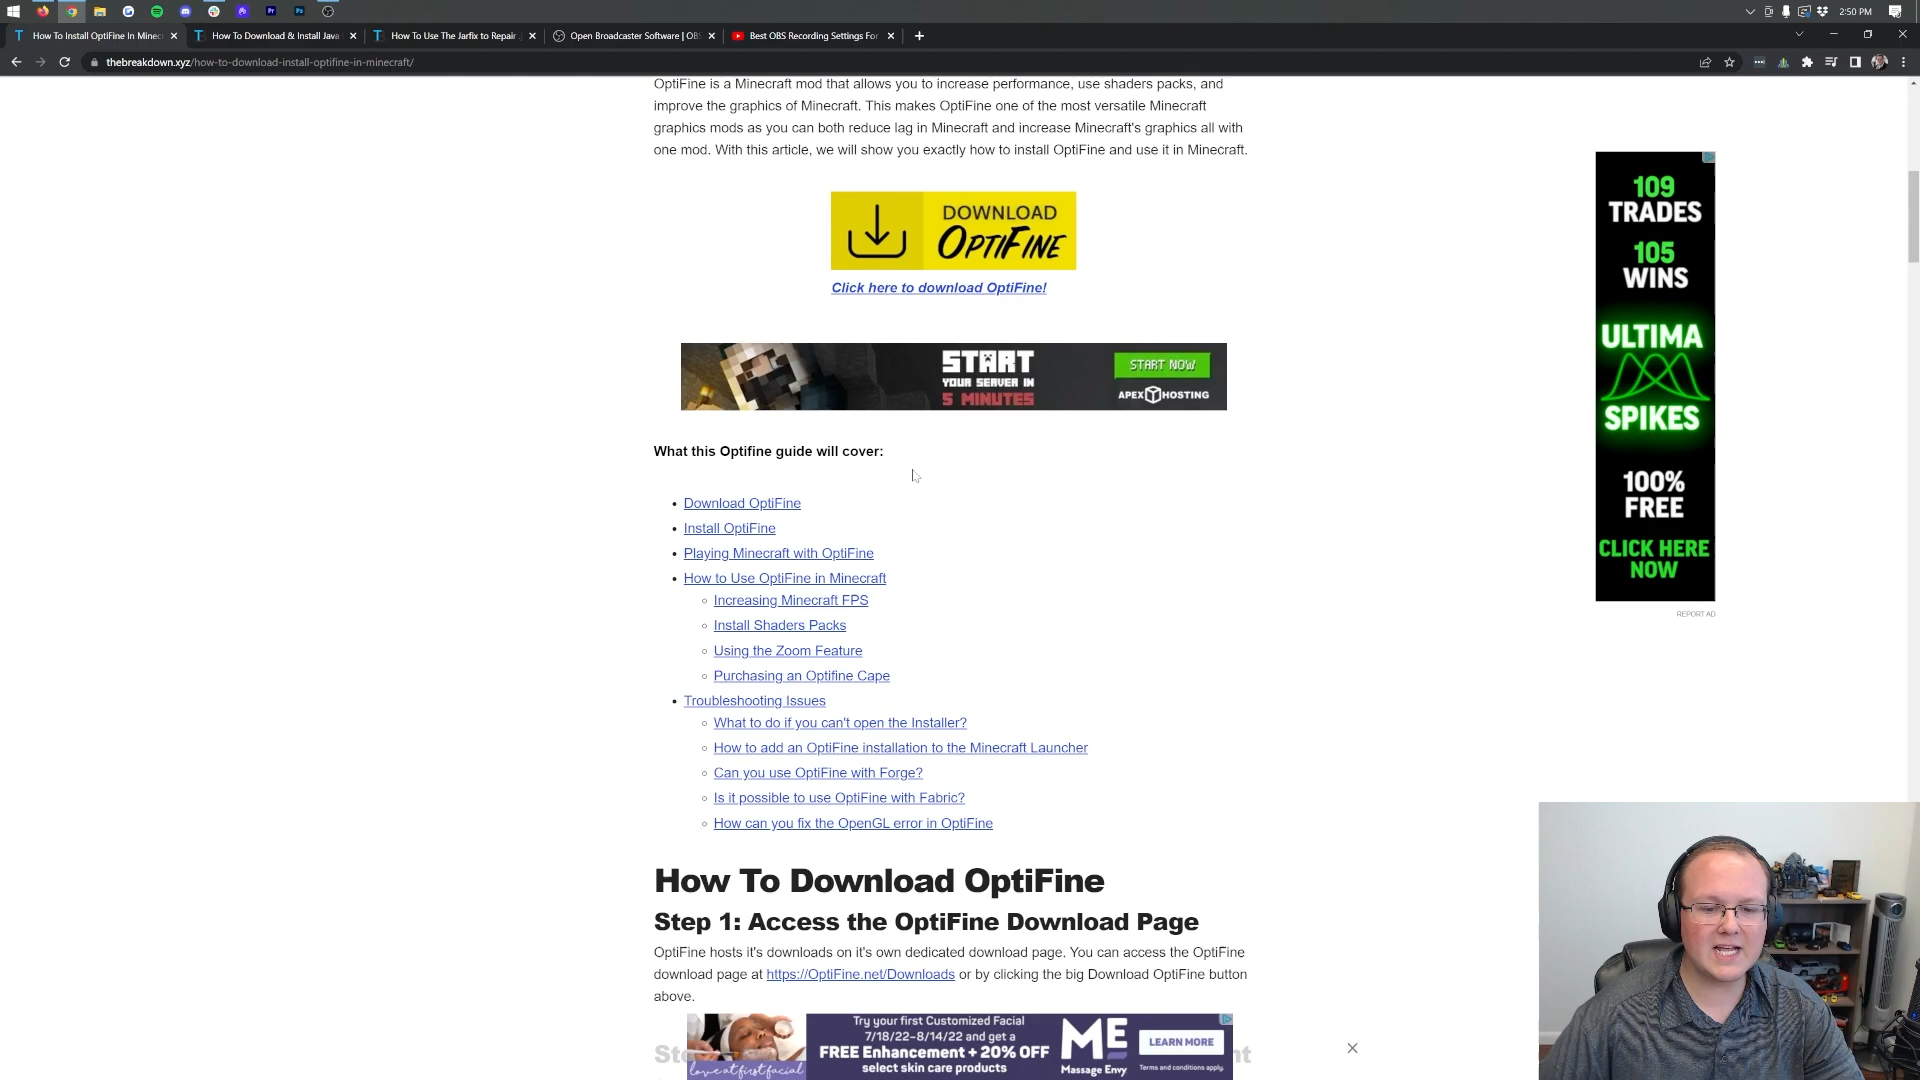 2:50 PM
How To Install OptiFine In Minec
How To Download & Install Java
How To Use The Jarfix to Repair .
Open Broadcaster Software | OBS
Best OBS Recording Settings For
thebreakdown.xyz/how-to-download-install-optifine-in-minecraft/
OptiFine is a Minecraft mod that allows you to increase performance, use shaders packs, and
improve the graphics of Minecraft. This makes OptiFine one of the most versatile Minecraft
graphics mods as you can both reduce lag in Minecraft and increase Minecraft's graphics all with
one mod. With this article, we will show you exactly how to install OptiFine and use it in Minecraft.
DOWNLOAD
OPTIFINE
Click here to download OptiFine!
START
YOUR SERVER IN
5 MINUTES
START NOW
APEX HOSTING
What this Optifine guide will cover:
Download OptiFine
Install OptiFine
Playing Minecraft with OptiFine
How to Use OptiFine in Minecraft
Increasing Minecraft FPS
Install Shaders Packs
Using the Zoom Feature
Purchasing an Optifine Cape
Troubleshooting Issues
What to do if you can't open the Installer?
How to add an OptiFine installation to the Minecraft Launcher
Can you use OptiFine with Forge?
Is it possible to use OptiFine with Fabric?
How can you fix the OpenGL error in OptiFine
How To Download OptiFine
Step 1: Access the OptiFine Download Page
OptiFine hosts it's downloads on it's own dedicated download page. You can access the OptiFine
download page at https://OptiFine.net/Downloads or by clicking the big Download OptiFine button
above.
love at first facial
Try your first Customized Facial
7/18/22–8/14/22 and get a
FREE Enhancement + 20% OFF
select skin care products
ME
Massage Envy
LEARN MORE
Terms and conditions apply.
109
TRADES
105
WINS
ULTIMA
SPIKES
100%
FREE
CLICK HERE
NOW
REPORT AD